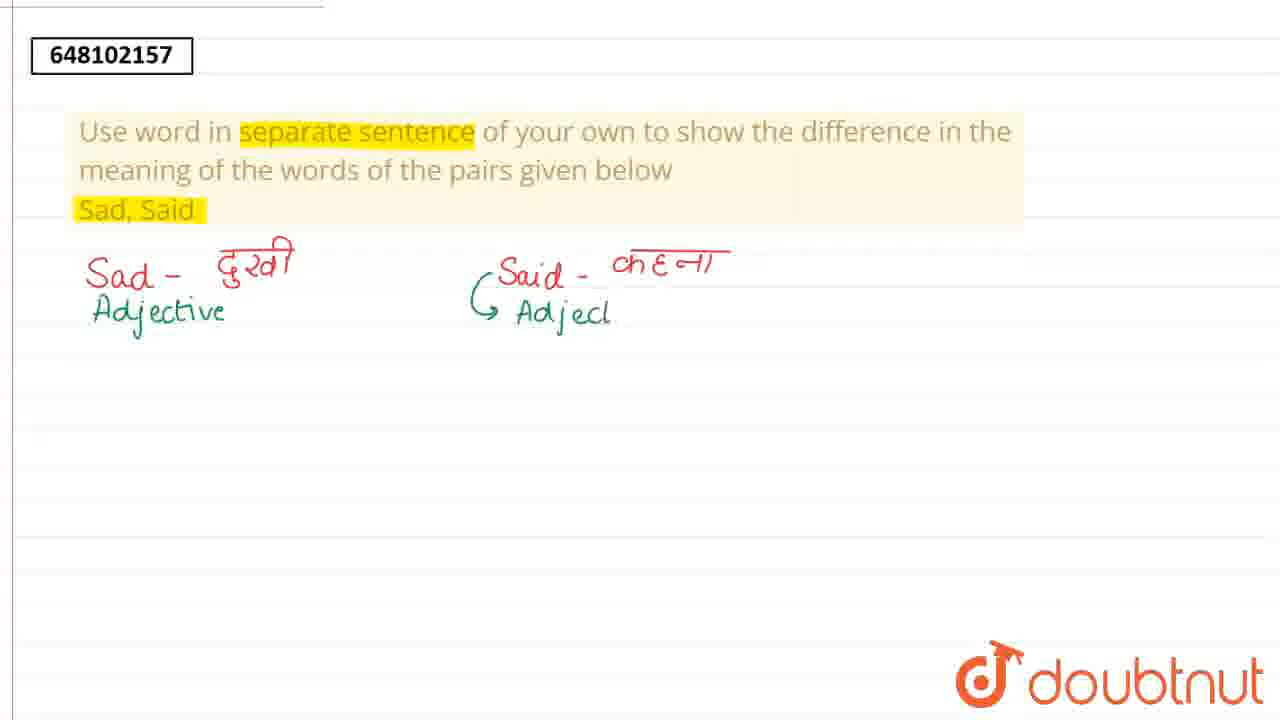 648102157
Use word in separate sentence of your own to show the difference in the
meaning of the words of the pairs given below
Sad, Said
Sad - दुखी
Said - कहना
Adjective
Adject
doubtnut